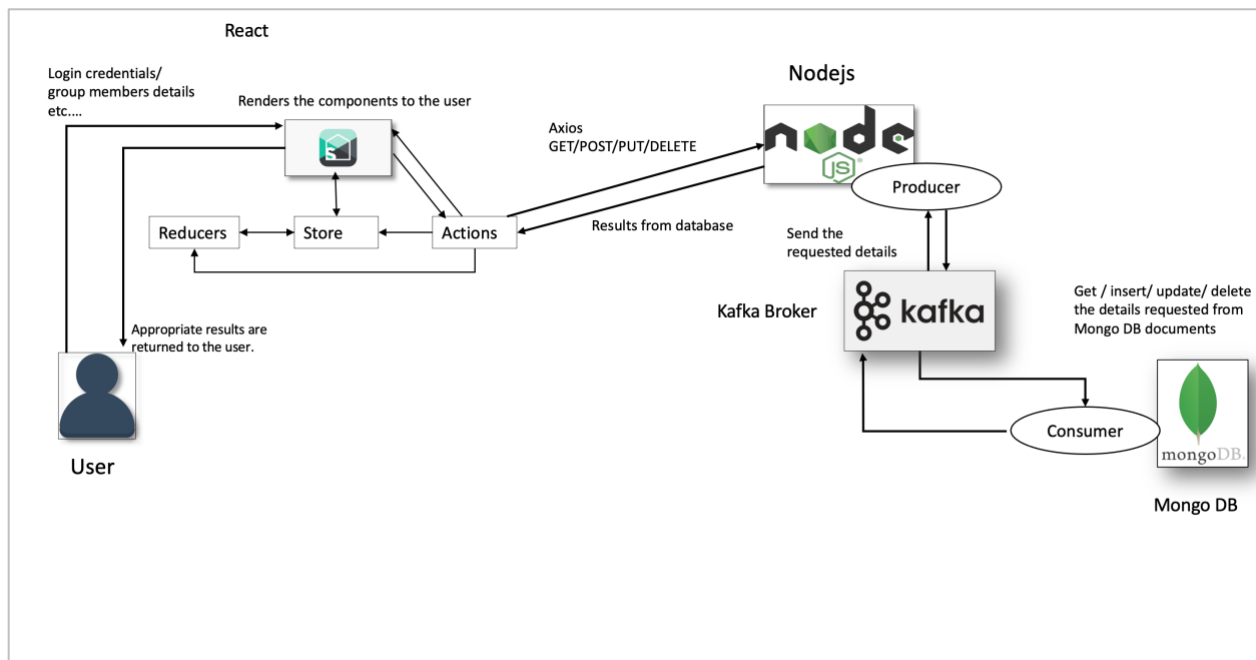 React
Login credentials/
group members details
etc....
Renders the components to the user
S
Reducers
Store
Actions
Appropriate results are
returned to the user.
User
Axios
GET/POST/PUT/DELETE
Results from database
Nodejs
node
JS
Producer
Send the
requested details
Kafka Broker
kafka
Get / insert/ update/ delete
the details requested from
Mongo DB documents
Consumer
mongoDB.
Mongo DB